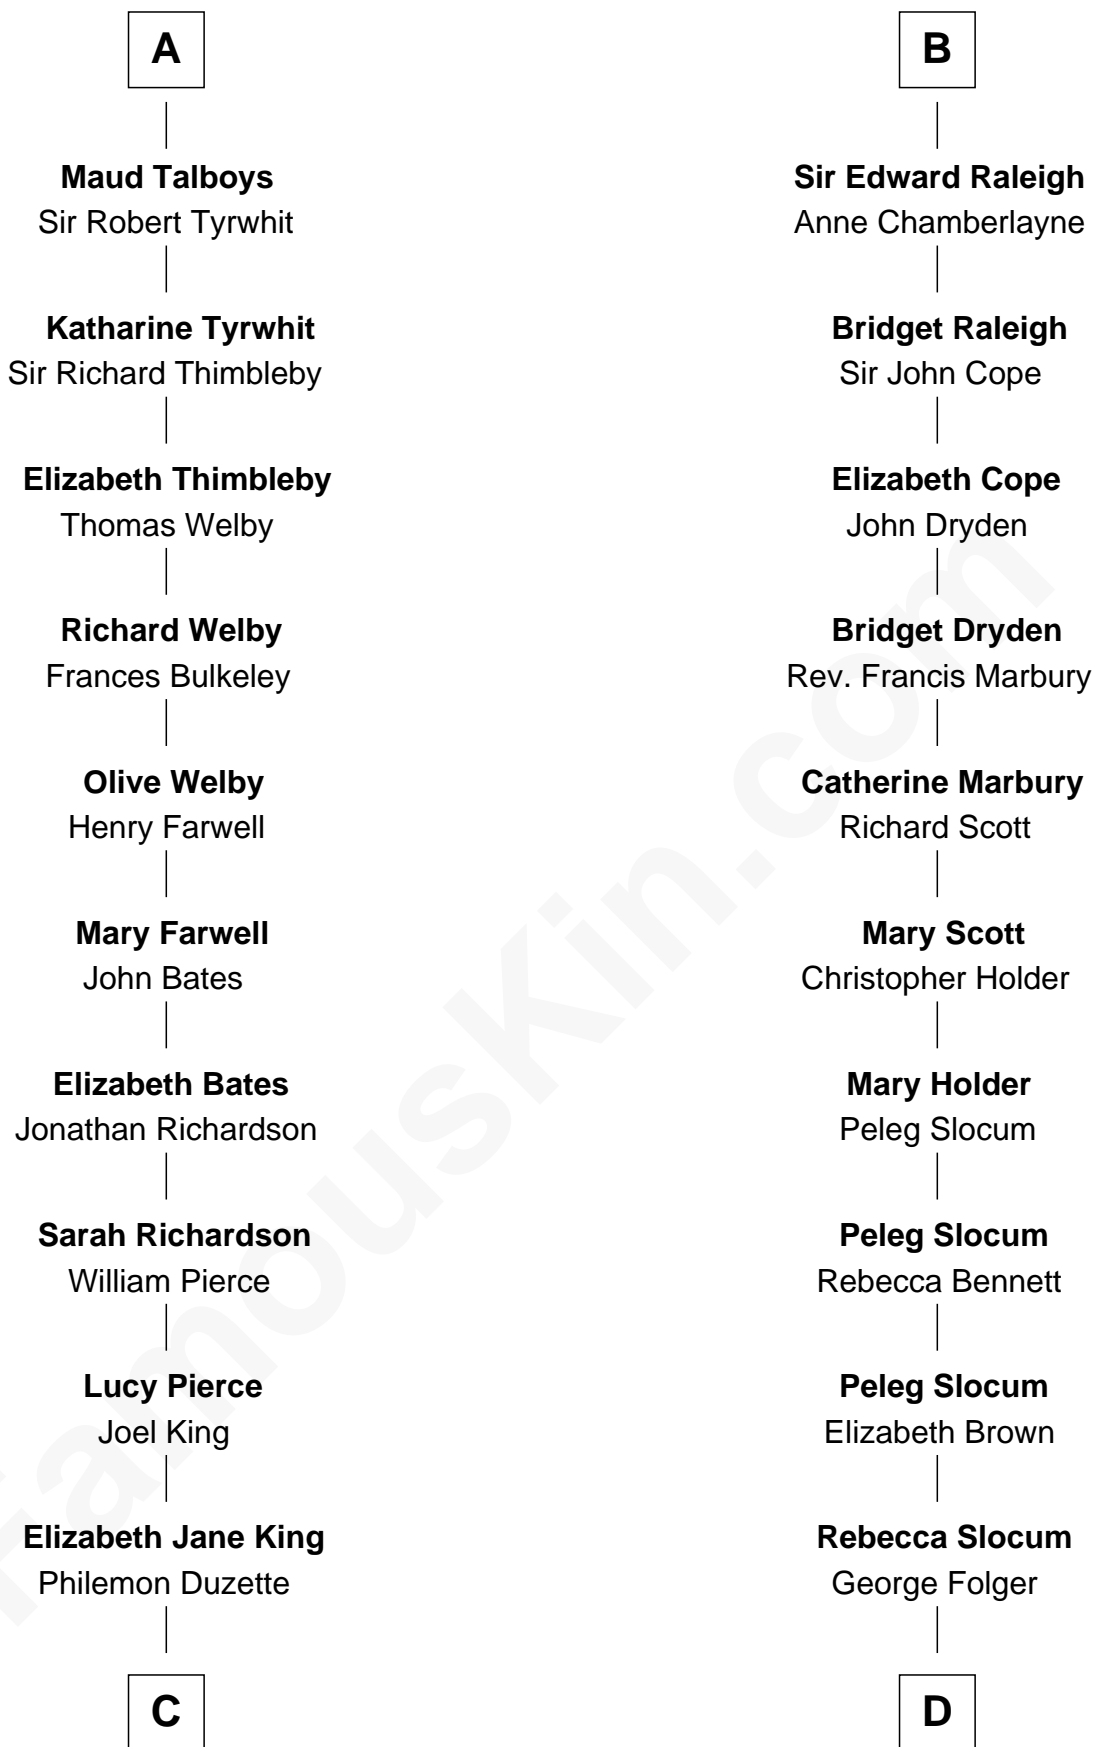 A
Maud Talboys
Sir Robert Tyrwhit
Katharine Tyrwhit
Sir Richard Thimbleby
Elizabeth Thimbleby
Thomas Welby
Richard Welby
Frances Bulkeley
Olive Welby
Henry Farwell
Mary Farwell
John Bates
Elizabeth Bates
Jonathan Richardson
Sarah Richardson
William Pierce
Lucy Pierce
Joel King
Elizabeth Jane King
Philemon Duzette
C
B
Sir Edward Raleigh
Anne Chamberlayne
Bridget Raleigh
Sir John Cope
Elizabeth Cope
John Dryden
Bridget Dryden
Rev. Francis Marbury
Catherine Marbury
Richard Scott
Mary Scott
Christopher Holder
Mary Holder
Peleg Slocum
Peleg Slocum
Rebecca Bennett
Peleg Slocum
Elizabeth Brown
Rebecca Slocum
George Folger
D
FamousKin.com